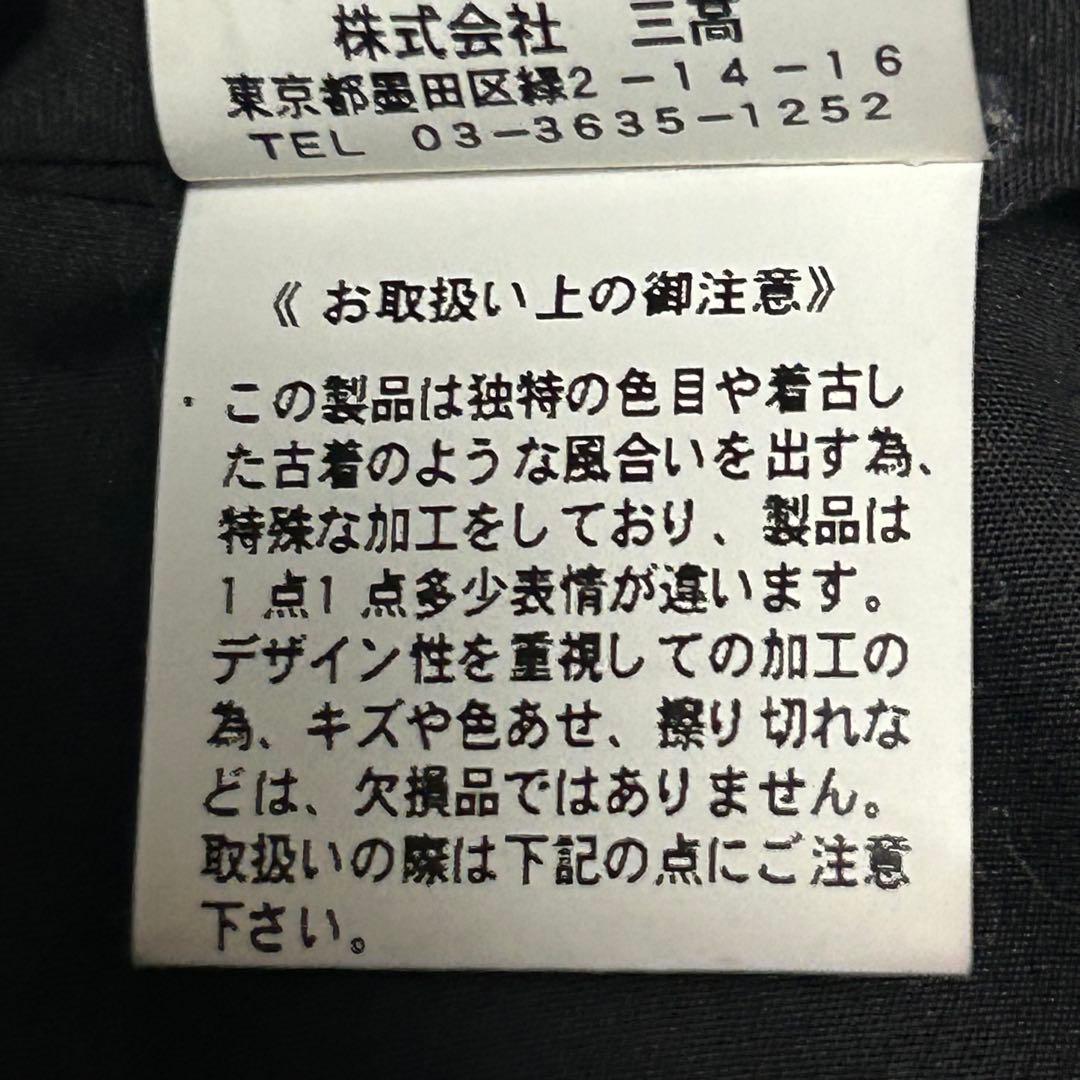 株式会社 三高
東京都墨田区緑2-14-16
TEL 03-3635-1252
《お取扱い上の御注意》
・この製品は独特の色目や着古し
た古着のような風合いを出す為、
特殊な加工をしており、製品は
1点1点多少表情が違います。
デザイン性を重視しての加工の
為、キズや色あせ、擦り切れな
どは、欠損品ではありません。
取扱いの際は下記の点にご注意
下さい。